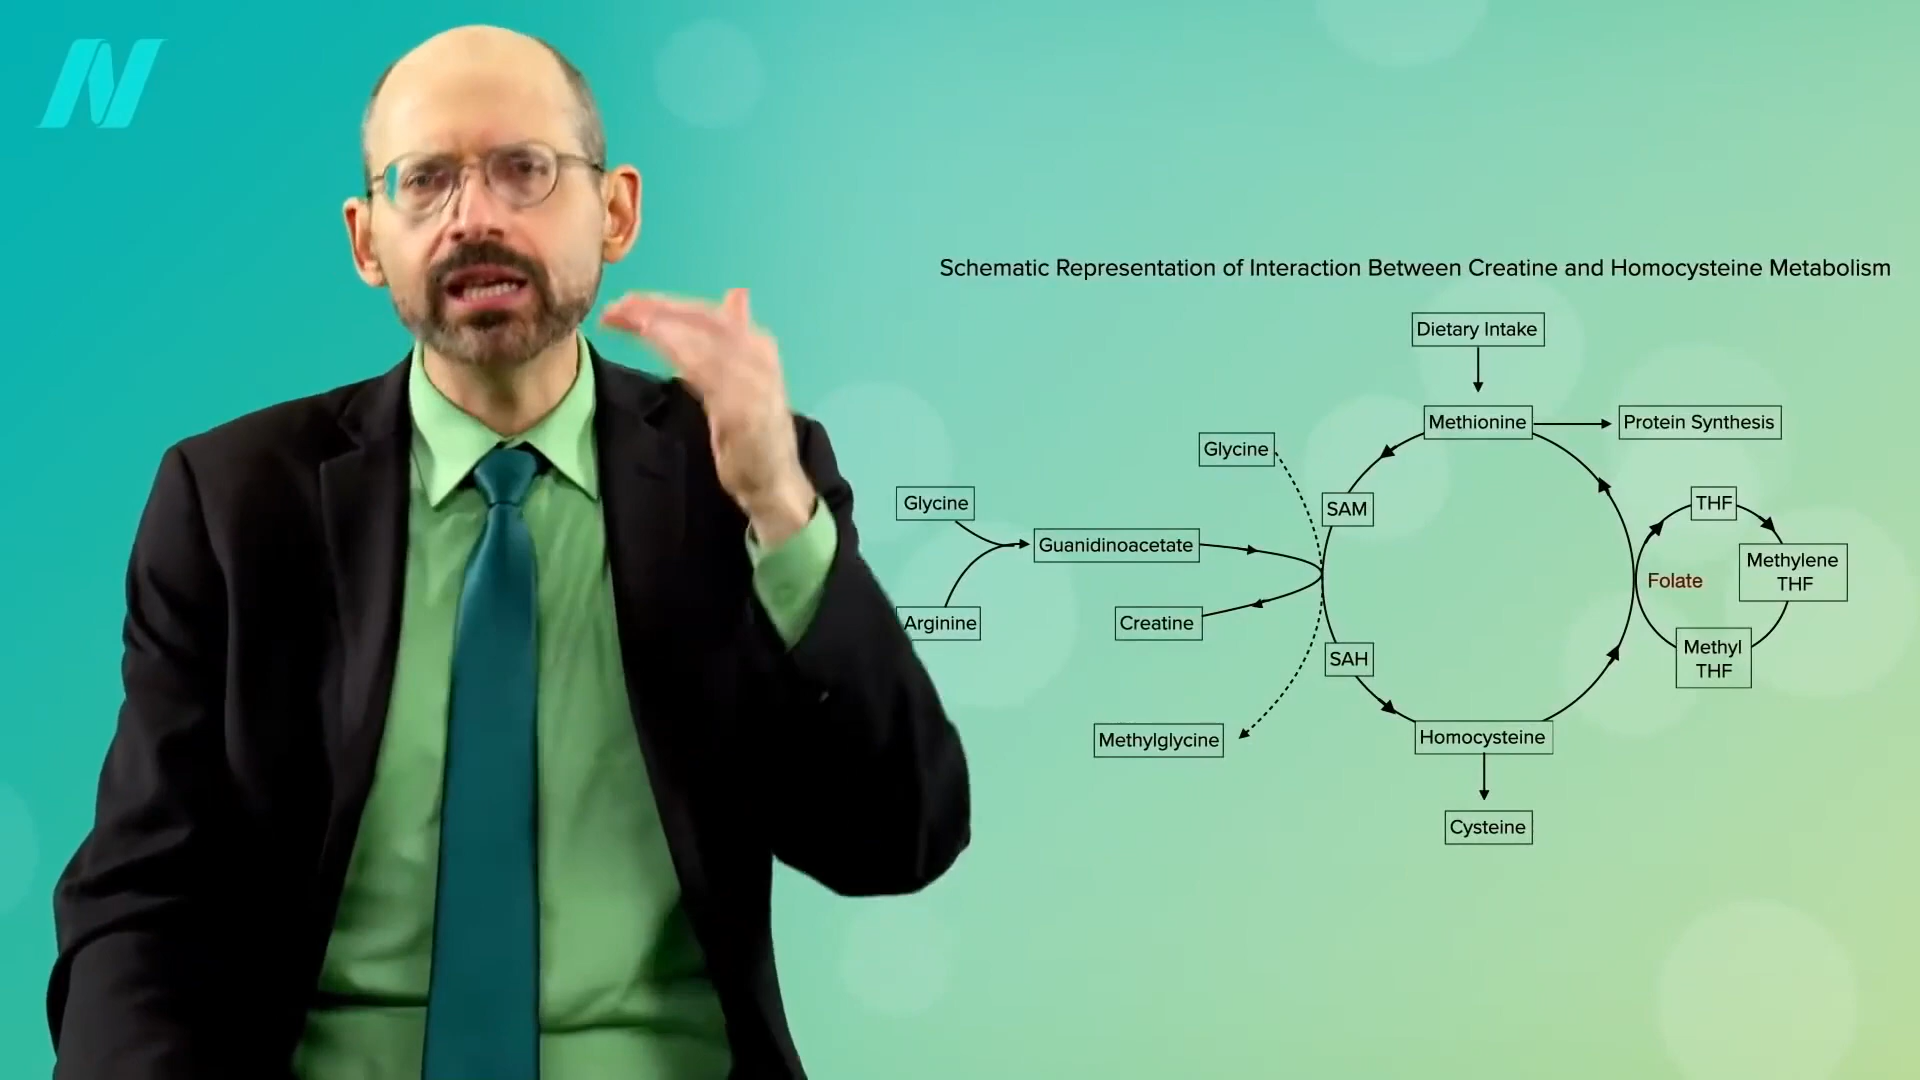 N
Schematic Representation of Interaction Between Creatine and Homocysteine Metabolism
Dietary Intake
Methionine
Protein Synthesis
Glycine
SAM
Glycine
THF
Guanidinoacetate
Methylene
THF
Folate
Creatine
Arginine
SAH
Methyl
THF
Methylglycine
Homocysteine
Cysteine